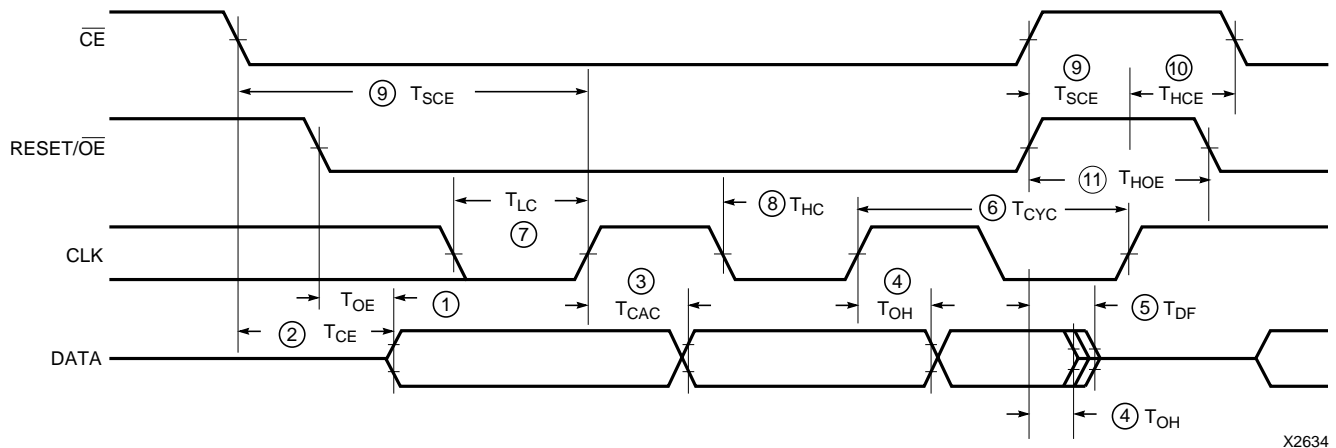 CE
⑨ TSCE
⑨ TSCE
⑩ THCE
RESET/OE
TLC
⑦
⑧ THC
⑥ TCYC
⑪ THOE
CLK
TOE
①
③ TCAC
④ TOH
⑤ TDF
② TCE
DATA
④ TOH
X2634